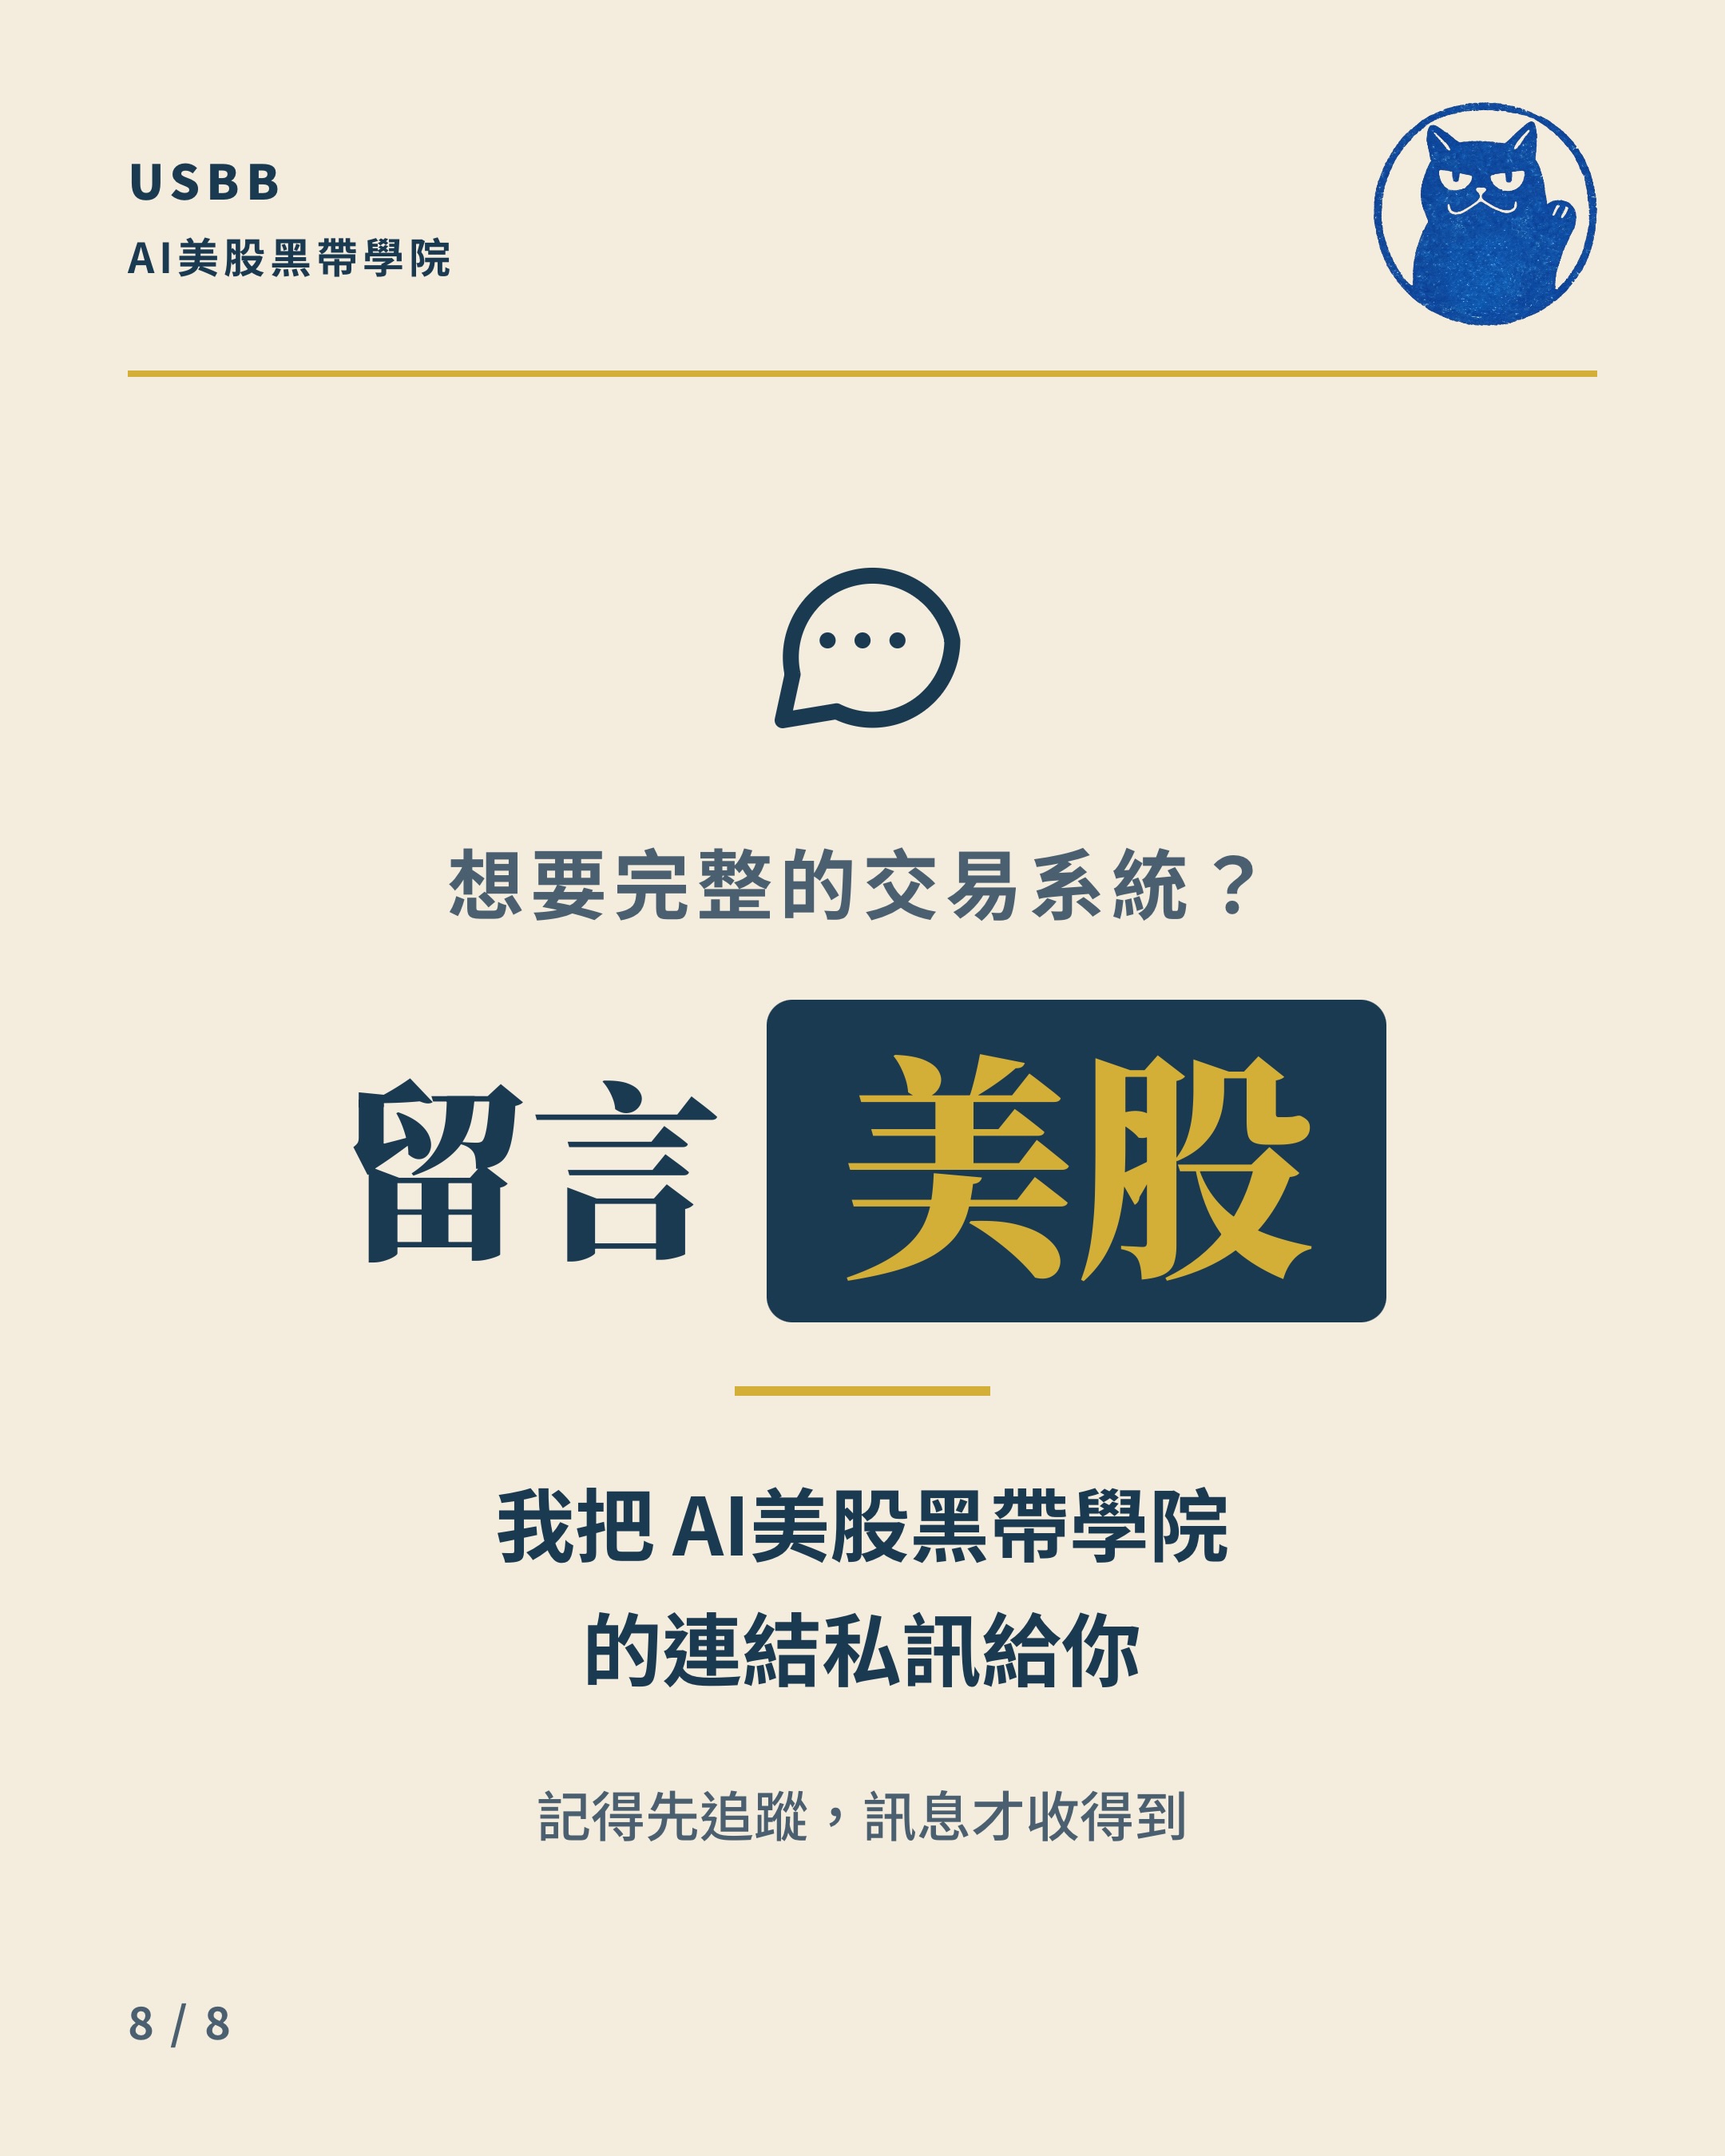 USBB
AI美股黑帶學院
想要完整的交易系統？
留言 美股
我把 AI美股黑帶學院
的連結私訊給你
記得先追蹤，訊息才收得到
8 / 8